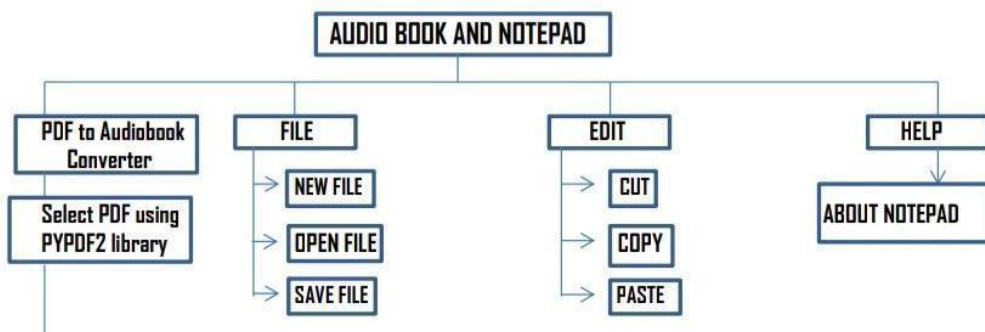 AUDIO BOOK AND NOTEPAD
PDF to Audiobook
Converter
Select PDF using
PYPDF2 library
FILE
NEW FILE
OPEN FILE
SAVE FILE
EDIT
CUT
COPY
PASTE
HELP
ABOUT NOTEPAD